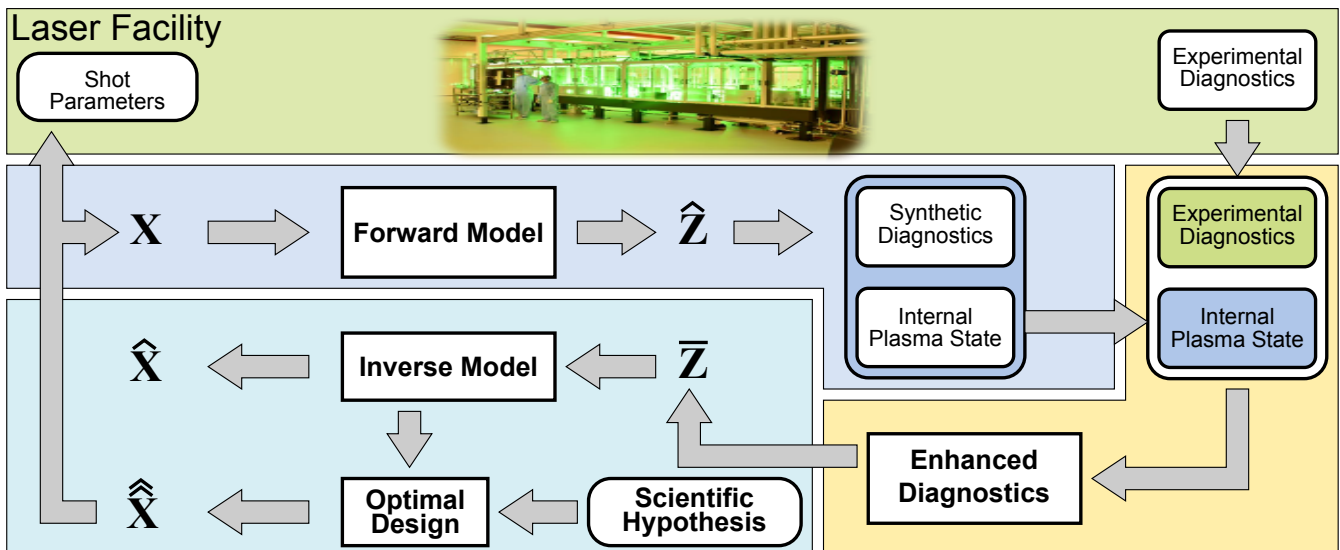 Laser Facility
Shot
Parameters
Experimental
Diagnostics
X
Forward Model
Ẑ
Synthetic
Diagnostics
Internal
Plasma State
Experimental
Diagnostics
Internal
Plasma State
X̂
Inverse Model
Z̄
X̂̂
Optimal
Design
Scientific
Hypothesis
Enhanced
Diagnostics